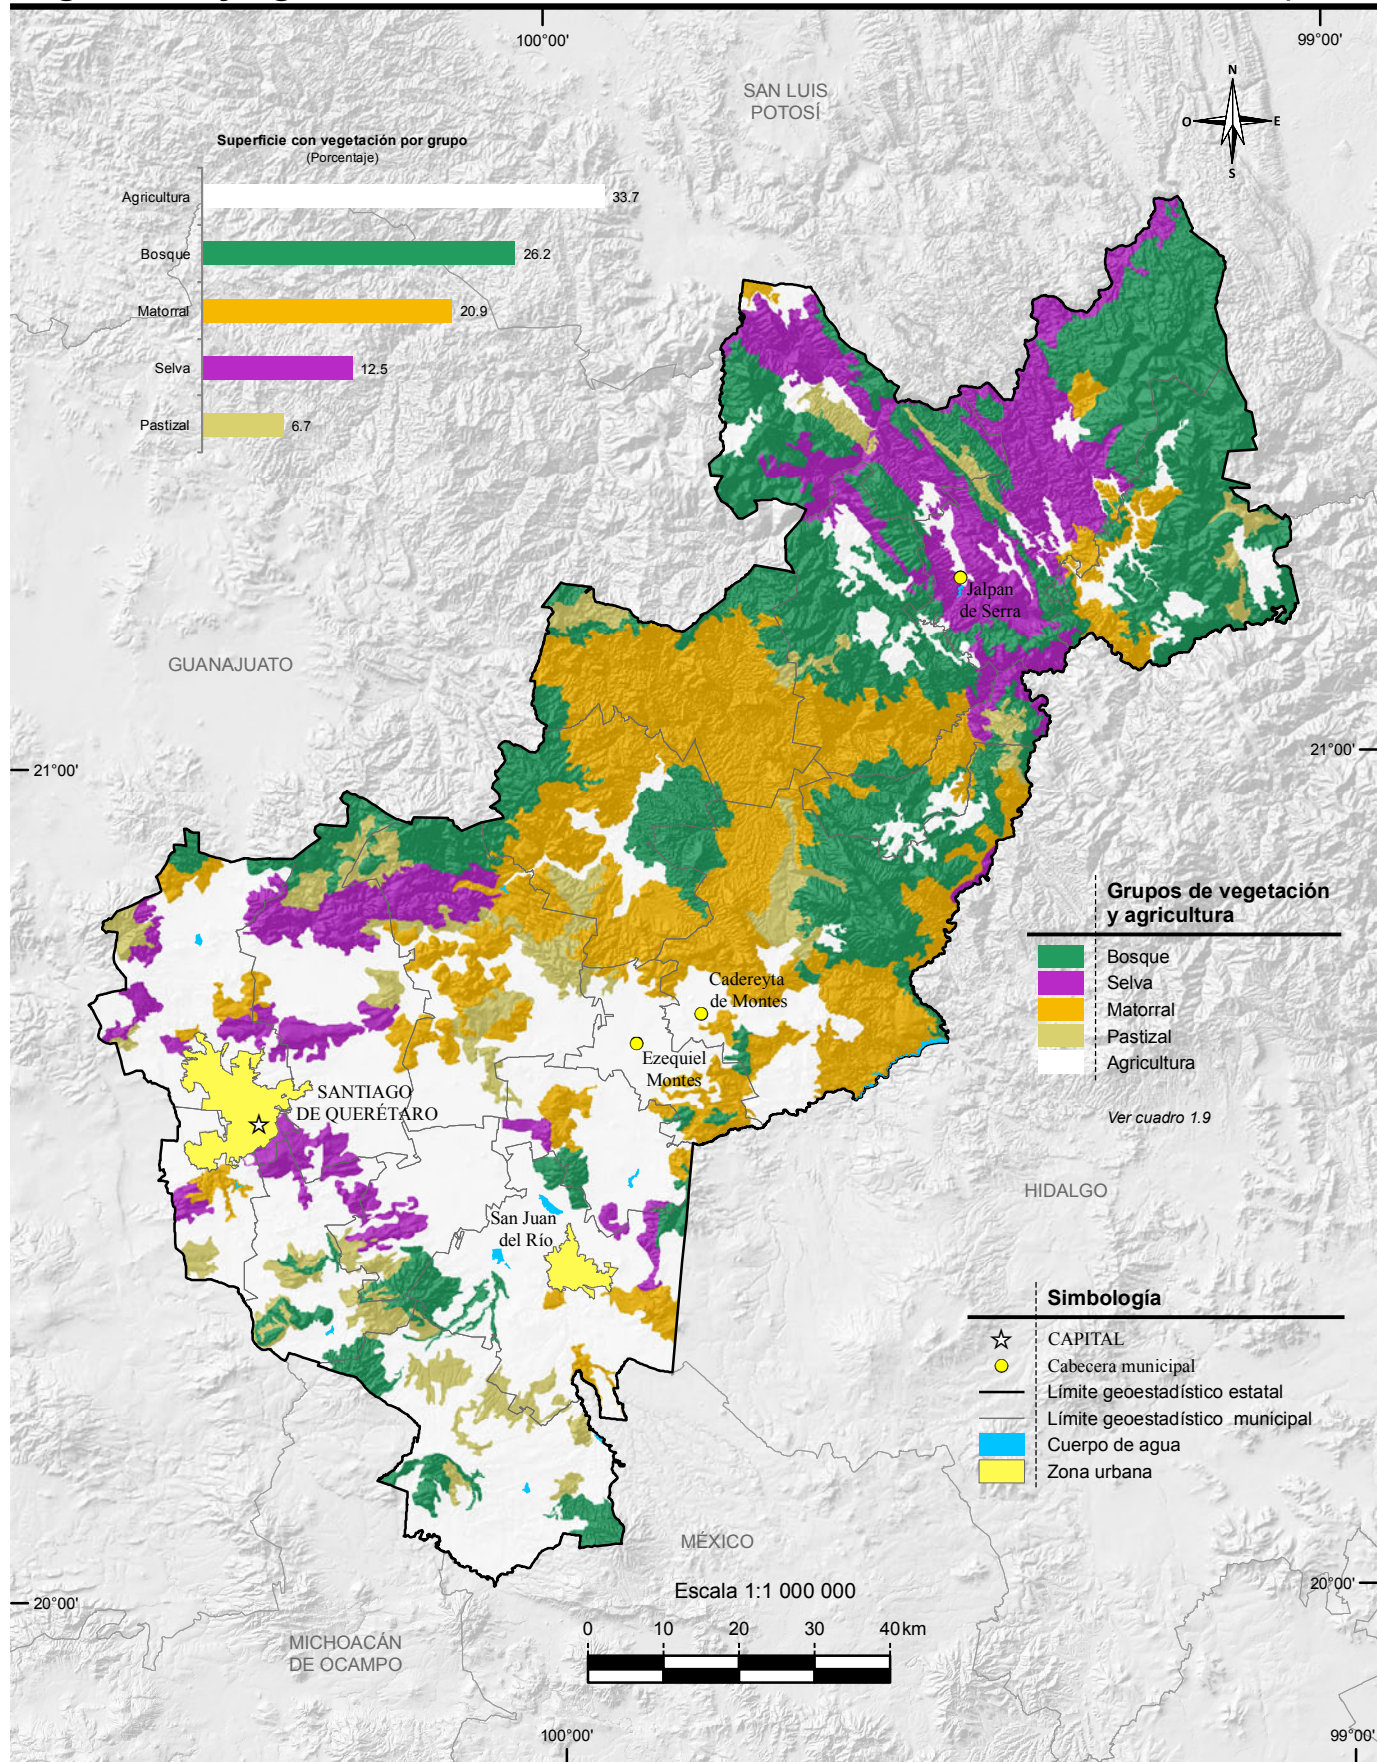 100°00'
99°00'
SAN LUIS
POTOSÍ
N
O
E
S
Superficie con vegetación por grupo
(Porcentaje)
Agricultura
33.7
Bosque
26.2
Matorral
20.9
Selva
12.5
Pastizal
6.7
Jalpan
de Serra
GUANAJUATO
21°00'
21°00'
Grupos de vegetación
y agricultura
Bosque
Selva
Matorral
Pastizal
Agricultura
Ver cuadro 1.9
Cadereyta
de Montes
Ezequiel
Montes
SANTIAGO
DE QUERÉTARO
HIDALGO
San Juan
del Río
Simbología
CAPITAL
Cabecera municipal
Límite geoestadístico estatal
Límite geoestadístico municipal
Cuerpo de agua
Zona urbana
MÉXICO
20°00'
20°00'
Escala 1:1 000 000
0 10 20 30 40 km
MICHOACÁN
DE OCAMPO
100°00'
99°00'